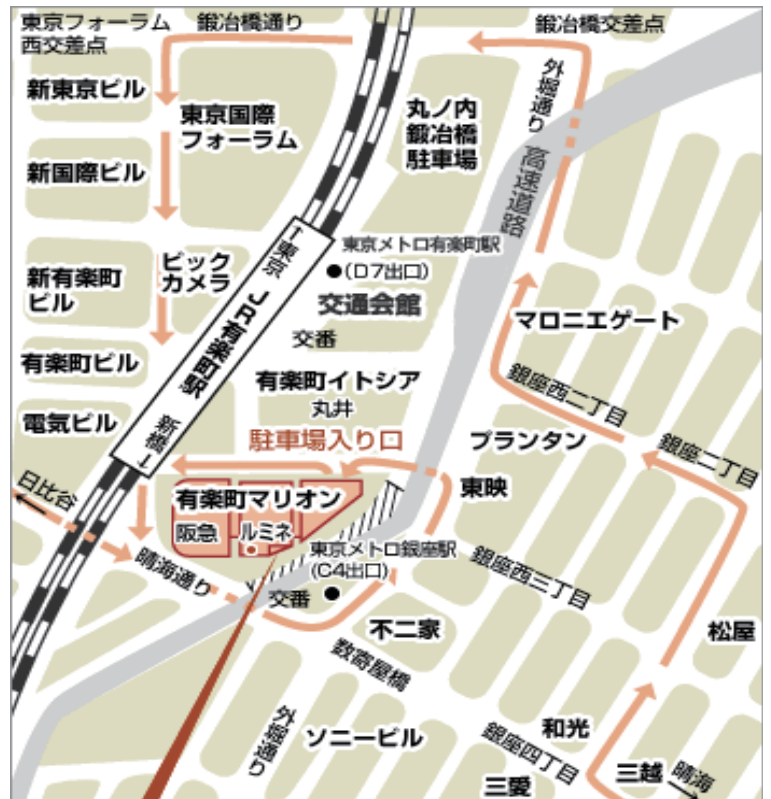 東京フォーラム
西交差点
鍛冶橋通り
鍛冶橋交差点
新東京ビル
東京国際
フォーラム
丸ノ内
鍛冶橋
駐車場
外堀通り
高速道路
新国際ビル
新有楽町
ビル
ビック
カメラ
↑東京
JR有楽町駅
新橋↓
東京メトロ有楽町駅
(D7出口)
交通会館
交番
マロニエゲート
有楽町ビル
有楽町イトシア
丸井
銀座西二丁目
電気ビル
駐車場入り口
プランタン
銀座二丁目
日比谷
有楽町マリオン
阪急
ルミネ
東映
東京メトロ銀座駅
(C4出口)
晴海通り
交番
銀座西三丁目
不二家
松屋
数寄屋橋
外堀通り
ソニービル
和光
銀座四丁目
三越
晴海
三愛